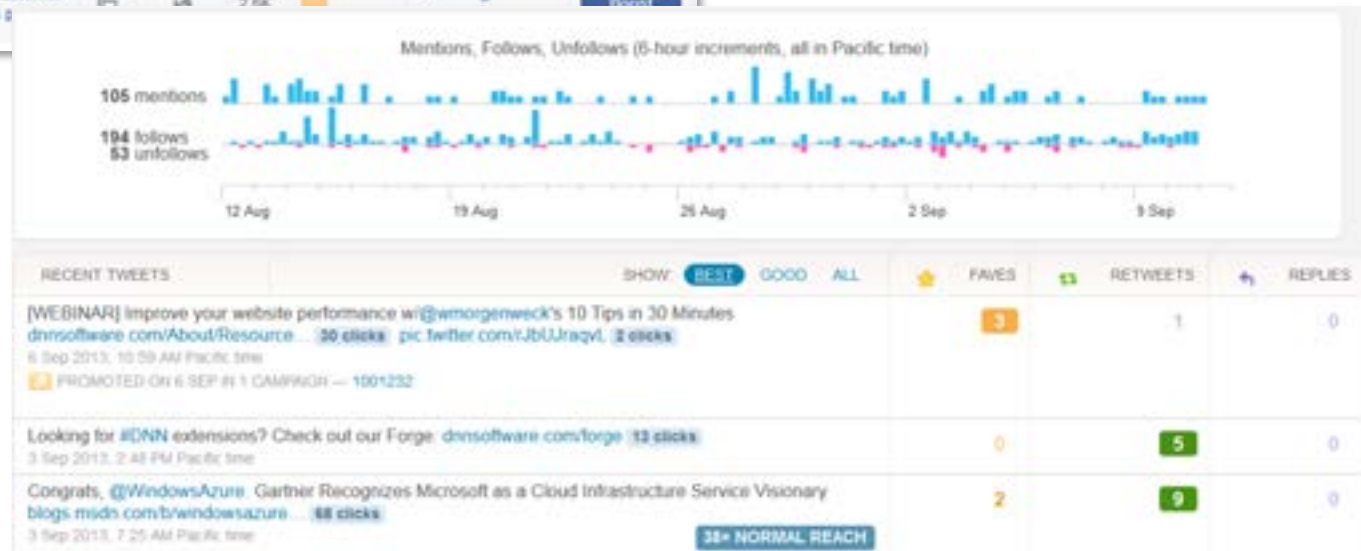 Mentions, Follows, Unfollows (6-hour increments, all in Pacific time)
105 mentions
194 follows
53 unfollows
12 Aug 19 Aug 26 Aug 2 Sep 9 Sep
RECENT TWEETS SHOW: BEST GOOD ALL FAVES RETWEETS REPLIES
[WEBINAR] Improve your website performance w/@wmorgenweck's 10 Tips in 30 Minutes 3 1 0
dnnsoftware.com/About/Resource... 30 clicks 2 clicks
6 Sep 2013, 10:59 AM Pacific time
PROMOTED ON 6 SEP IN 1 CAMPAIGN — 1001232
Looking for #DNN extensions? Check out our Forge: dnnsoftware.com/forge 13 clicks 0 5 0
3 Sep 2013, 2:48 PM Pacific time
Congrats, @WindowsAzure. Gartner Recognizes Microsoft as a Cloud Infrastructure Service Visionary 2 9 0
blogs.msdn.com/b/windowsazure... 68 clicks
3 Sep 2013, 7:25 AM Pacific time
38× NORMAL REACH